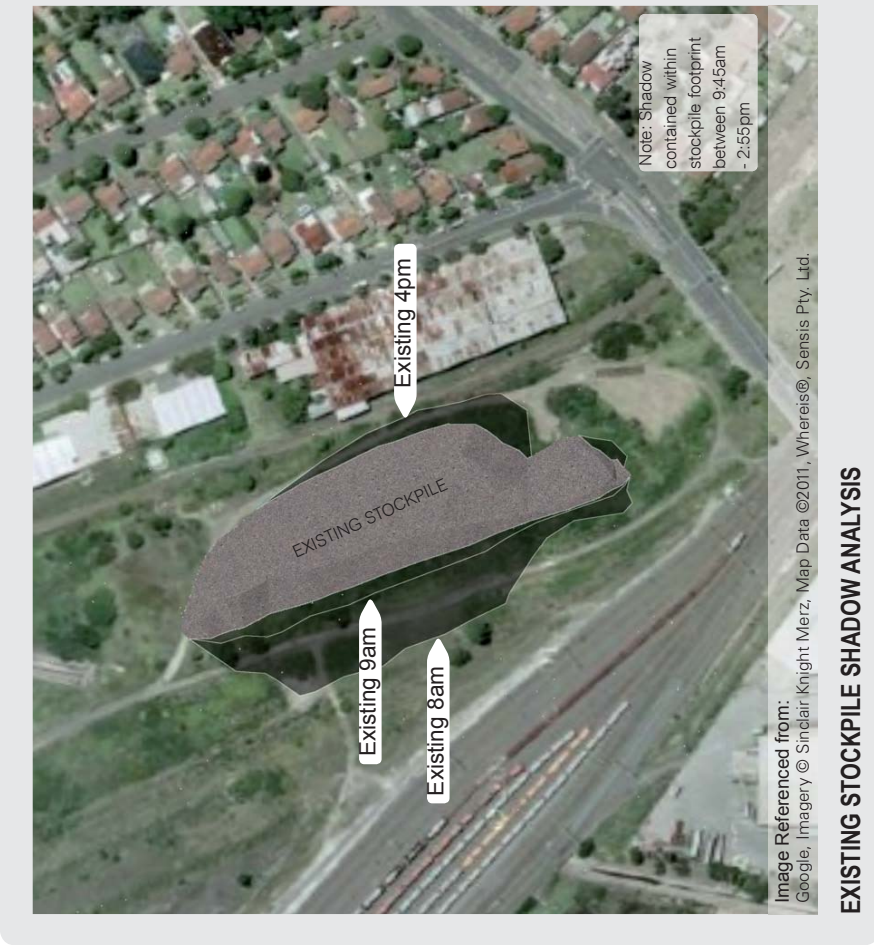 Note: Shadow
contained within
stockpile footprint
between 9:45am
- 2:55pm
Existing 4pm
EXISTING STOCKPILE
Existing 9am
Existing 8am
Image Referenced from:
Google, Imagery © Sinclair Knight Merz, Map Data ©2011, Whereis®, Sensis Pty. Ltd.
EXISTING STOCKPILE SHADOW ANALYSIS